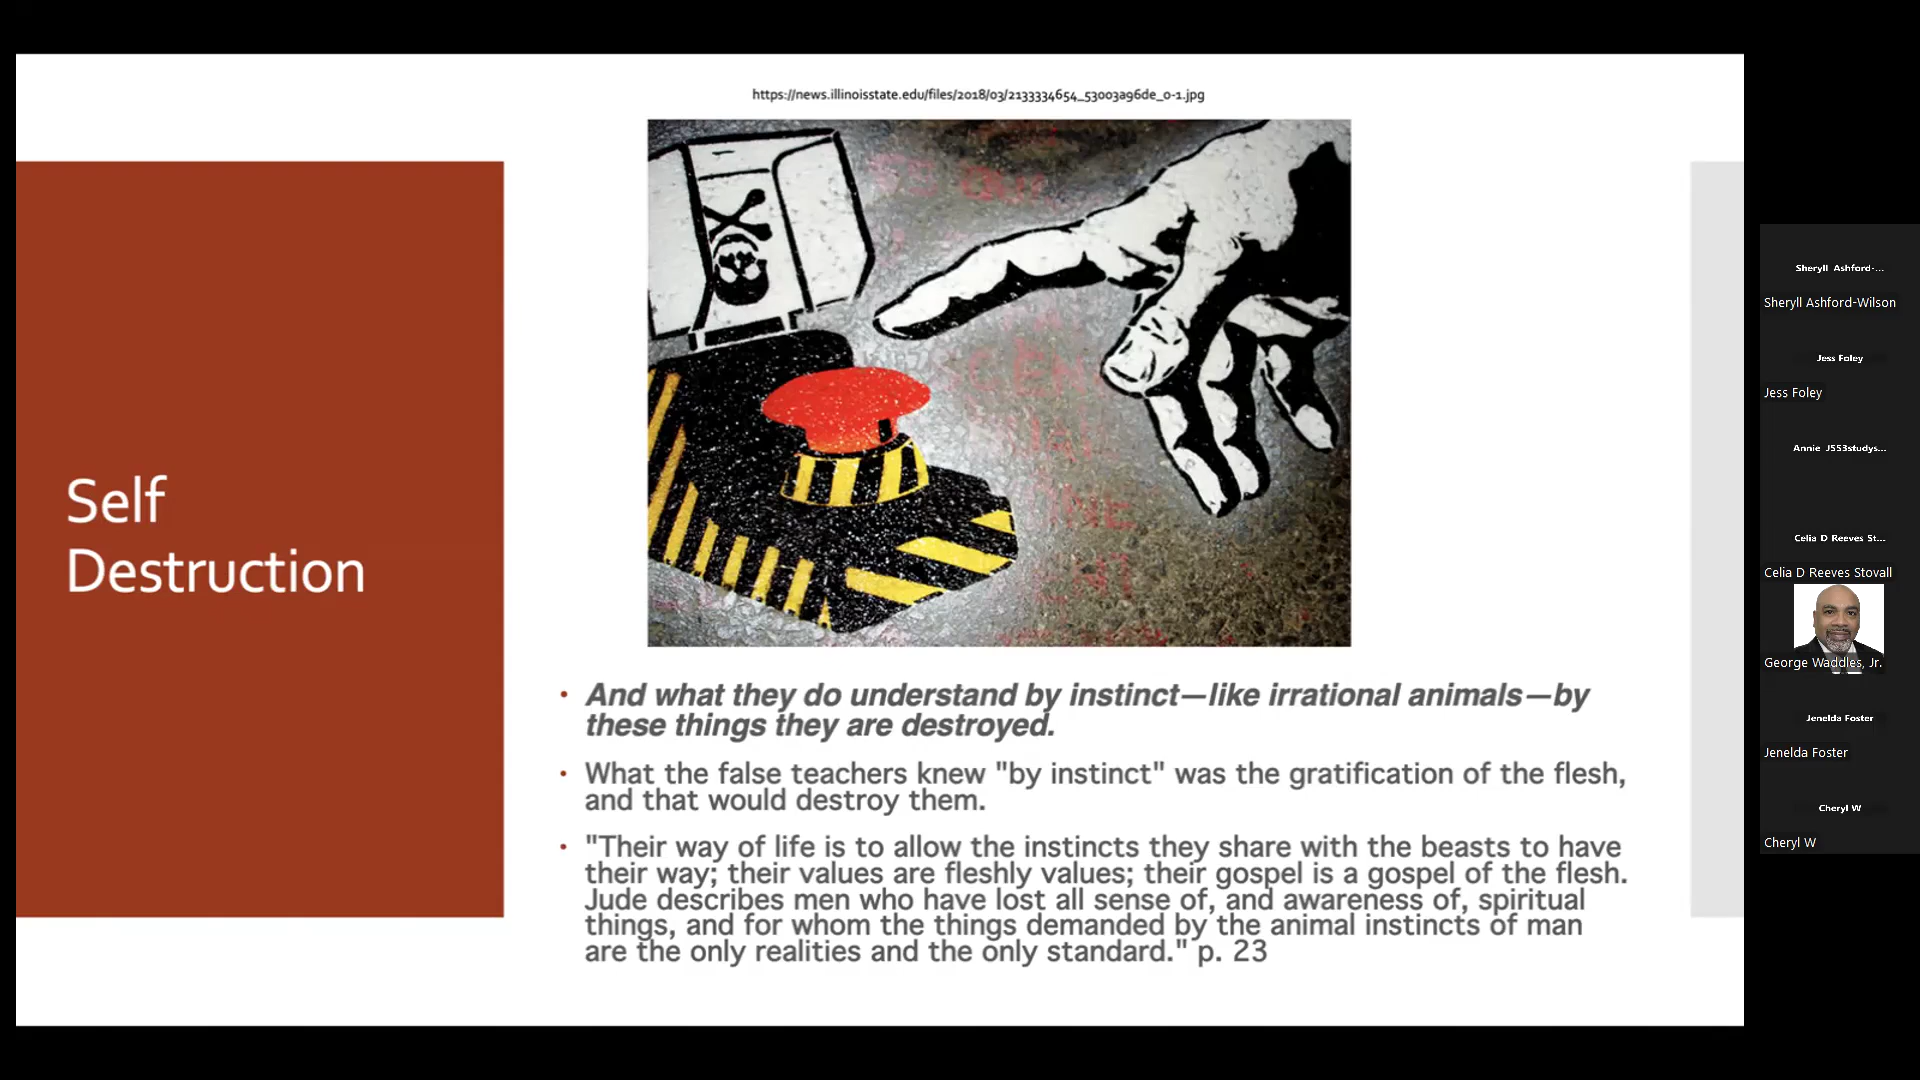 https://news.illinoisstate.edu/files/2018/03/2133334654_53003a96de_0-1.jpg
Self
Destruction
• And what they do understand by instinct—like irrational animals—by
these things they are destroyed.
• What the false teachers knew "by instinct" was the gratification of the flesh,
and that would destroy them.
• "Their way of life is to allow the instincts they share with the beasts to have
their way; their values are fleshly values; their gospel is a gospel of the flesh.
Jude describes men who have lost all sense of, and awareness of, spiritual
things, and for whom the things demanded by the animal instincts of man
are the only realities and the only standard." p. 23
Sheryll Ashford-...
Sheryll Ashford-Wilson
Jess Foley
Jess Foley
Annie J553studys...
Celia D Reeves St...
Celia D Reeves Stovall
George Waddles, Jr.
Jenelda Foster
Jenelda Foster
Cheryl W
Cheryl W